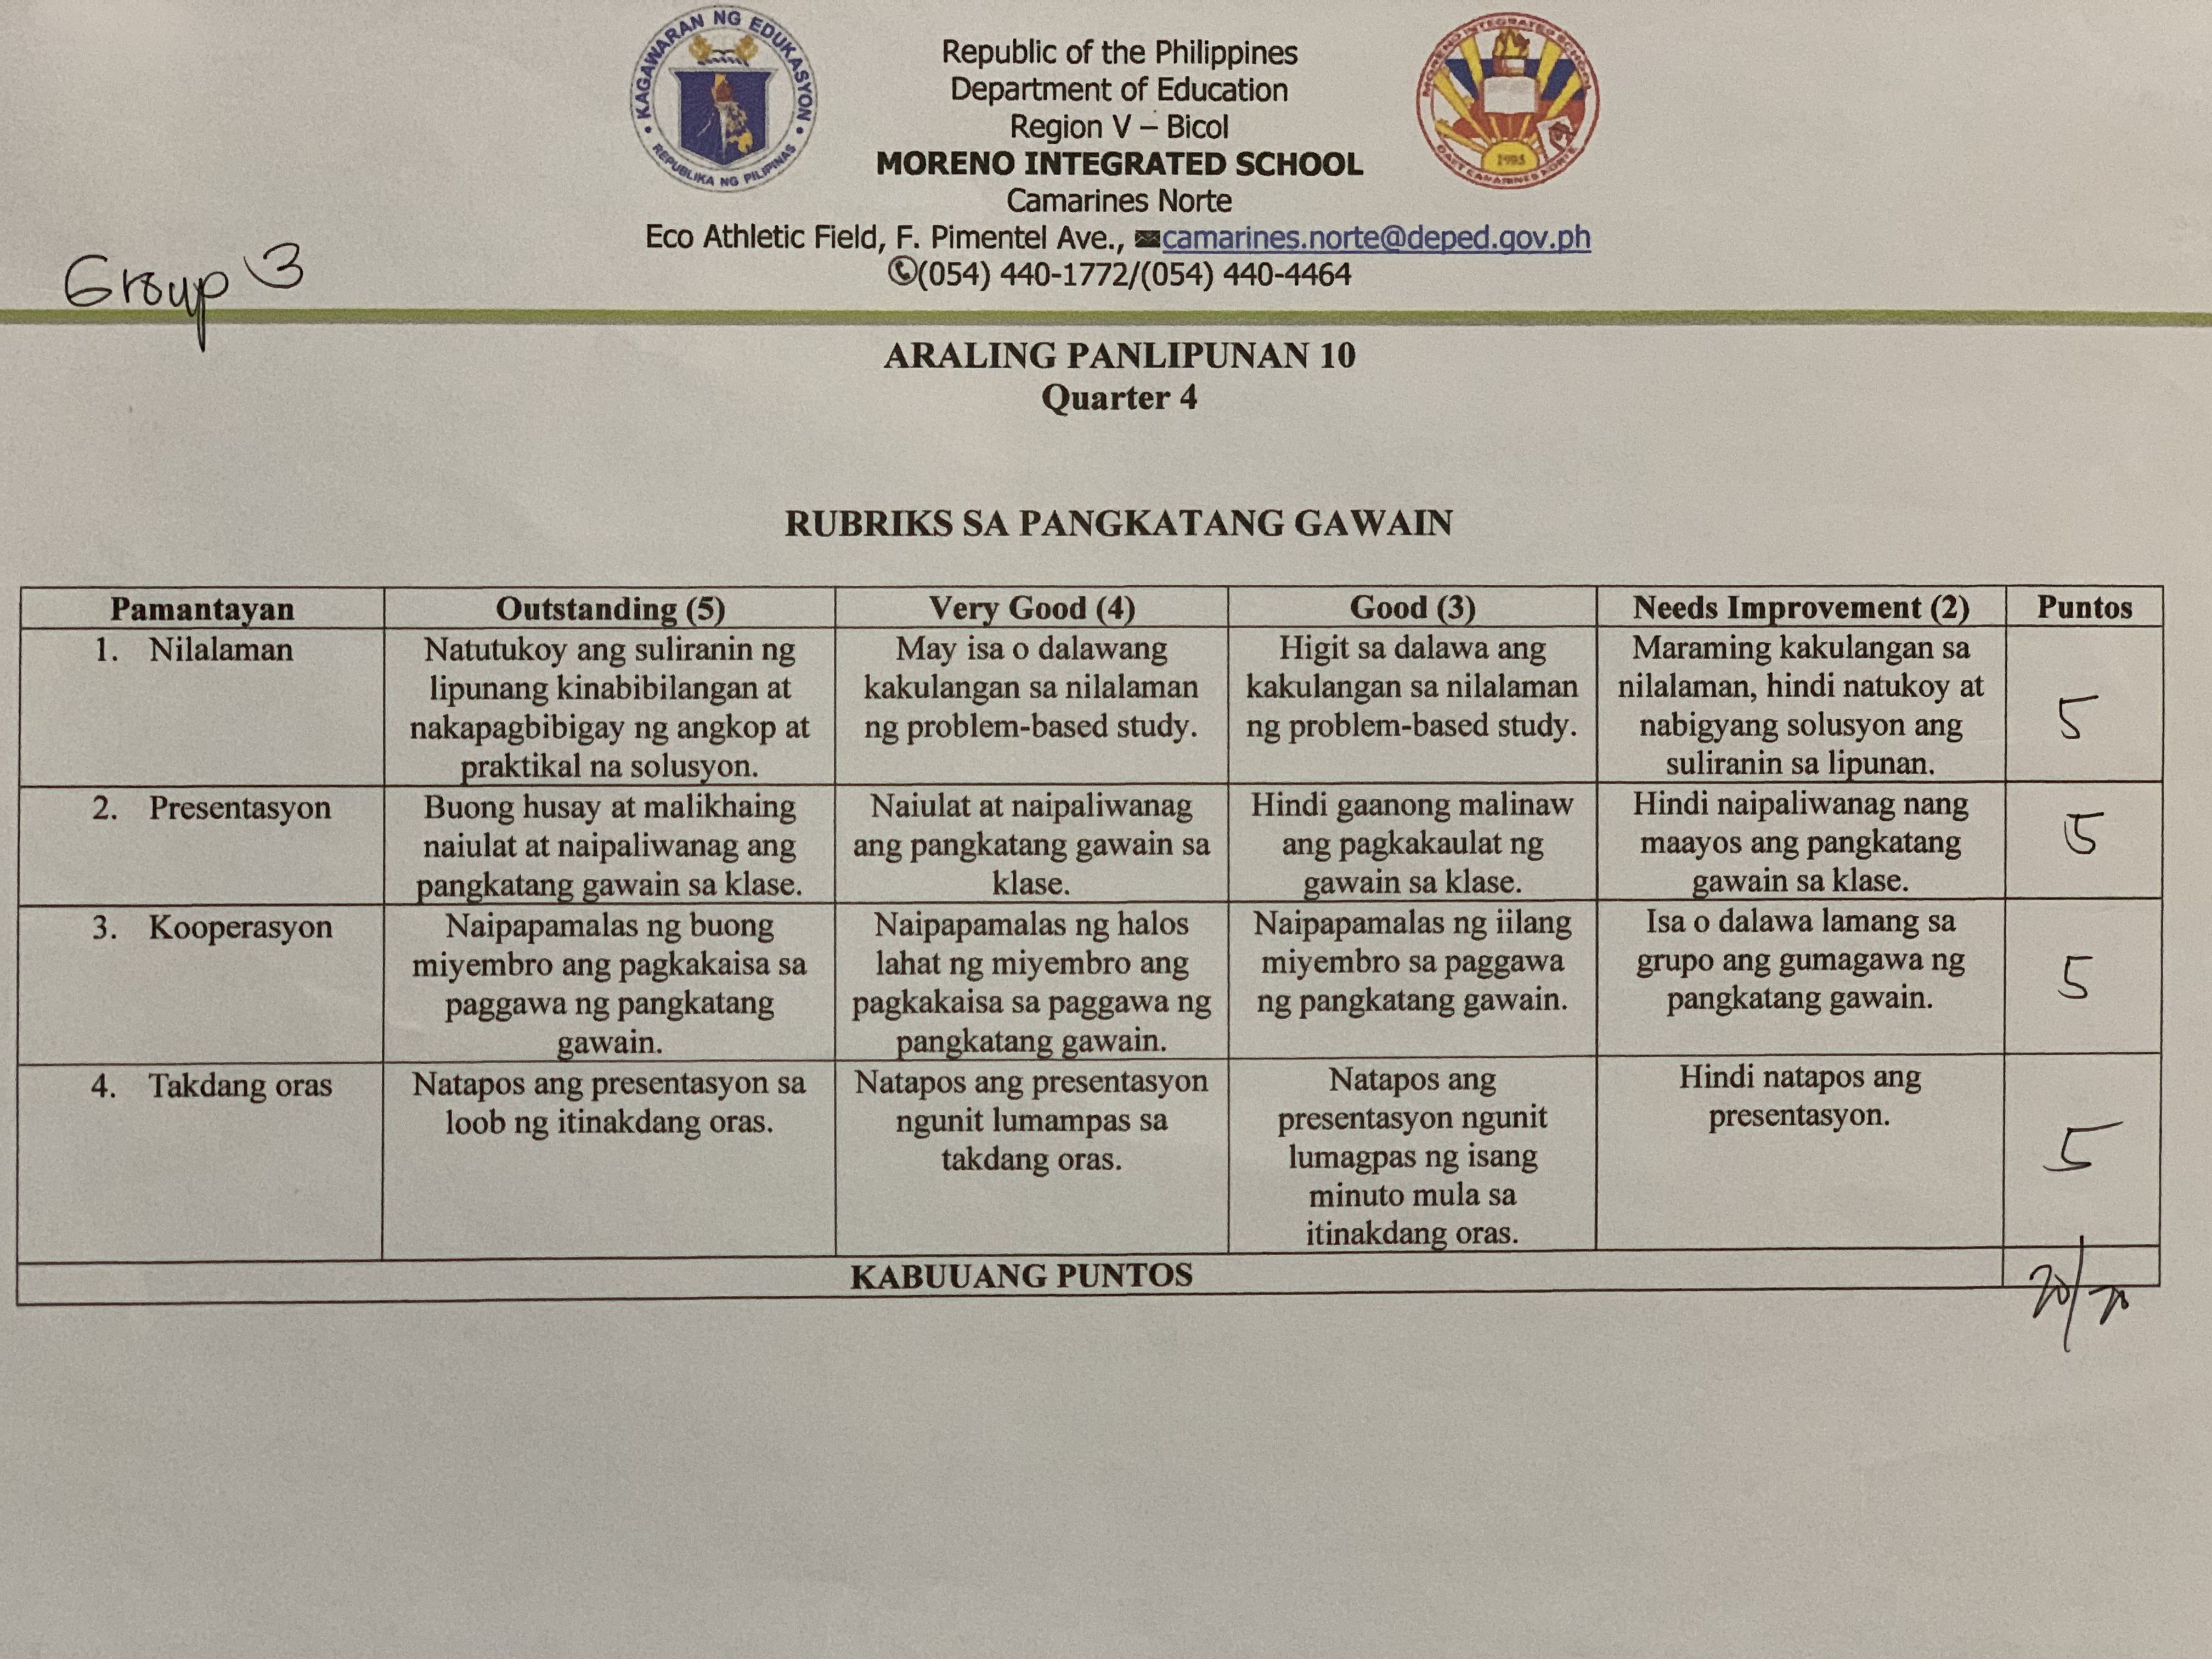 KAGAWARAN NG EDUKASYON
REPUBLIKA NG PILIPINAS
Republic of the Philippines
Department of Education
Region V – Bicol
MORENO INTEGRATED SCHOOL
Camarines Norte
Eco Athletic Field, F. Pimentel Ave., camarines.norte@deped.gov.ph
(054) 440-1772/(054) 440-4464
MORENO INTEGRATED SCHOOL
DAET CAMARINES NORTE
1995
Group 3
ARALING PANLIPUNAN 10
Quarter 4
RUBRIKS SA PANGKATANG GAWAIN
Pamantayan
Outstanding (5)
Very Good (4)
Good (3)
Needs Improvement (2)
Puntos
1. Nilalaman
Natutukoy ang suliranin ng
lipunang kinabibilangan at
nakapagbibigay ng angkop at
praktikal na solusyon.
May isa o dalawang
kakulangan sa nilalaman
ng problem-based study.
Higit sa dalawa ang
kakulangan sa nilalaman
ng problem-based study.
Maraming kakulangan sa
nilalaman, hindi natukoy at
nabigyang solusyon ang
suliranin sa lipunan.
5
2. Presentasyon
Buong husay at malikhaing
naiulat at naipaliwanag ang
pangkatang gawain sa klase.
Naiulat at naipaliwanag
ang pangkatang gawain sa
klase.
Hindi gaanong malinaw
ang pagkakaulat ng
gawain sa klase.
Hindi naipaliwanag nang
maayos ang pangkatang
gawain sa klase.
5
3. Kooperasyon
Naipapamalas ng buong
miyembro ang pagkakaisa sa
paggawa ng pangkatang
gawain.
Naipapamalas ng halos
lahat ng miyembro ang
pagkakaisa sa paggawa ng
pangkatang gawain.
Naipapamalas ng iilang
miyembro sa paggawa
ng pangkatang gawain.
Isa o dalawa lamang sa
grupo ang gumagawa ng
pangkatang gawain.
5
4. Takdang oras
Natapos ang presentasyon sa
loob ng itinakdang oras.
Natapos ang presentasyon
ngunit lumampas sa
takdang oras.
Natapos ang
presentasyon ngunit
lumagpas ng isang
minuto mula sa
itinakdang oras.
Hindi natapos ang
presentasyon.
5
KABUUANG PUNTOS
20/20